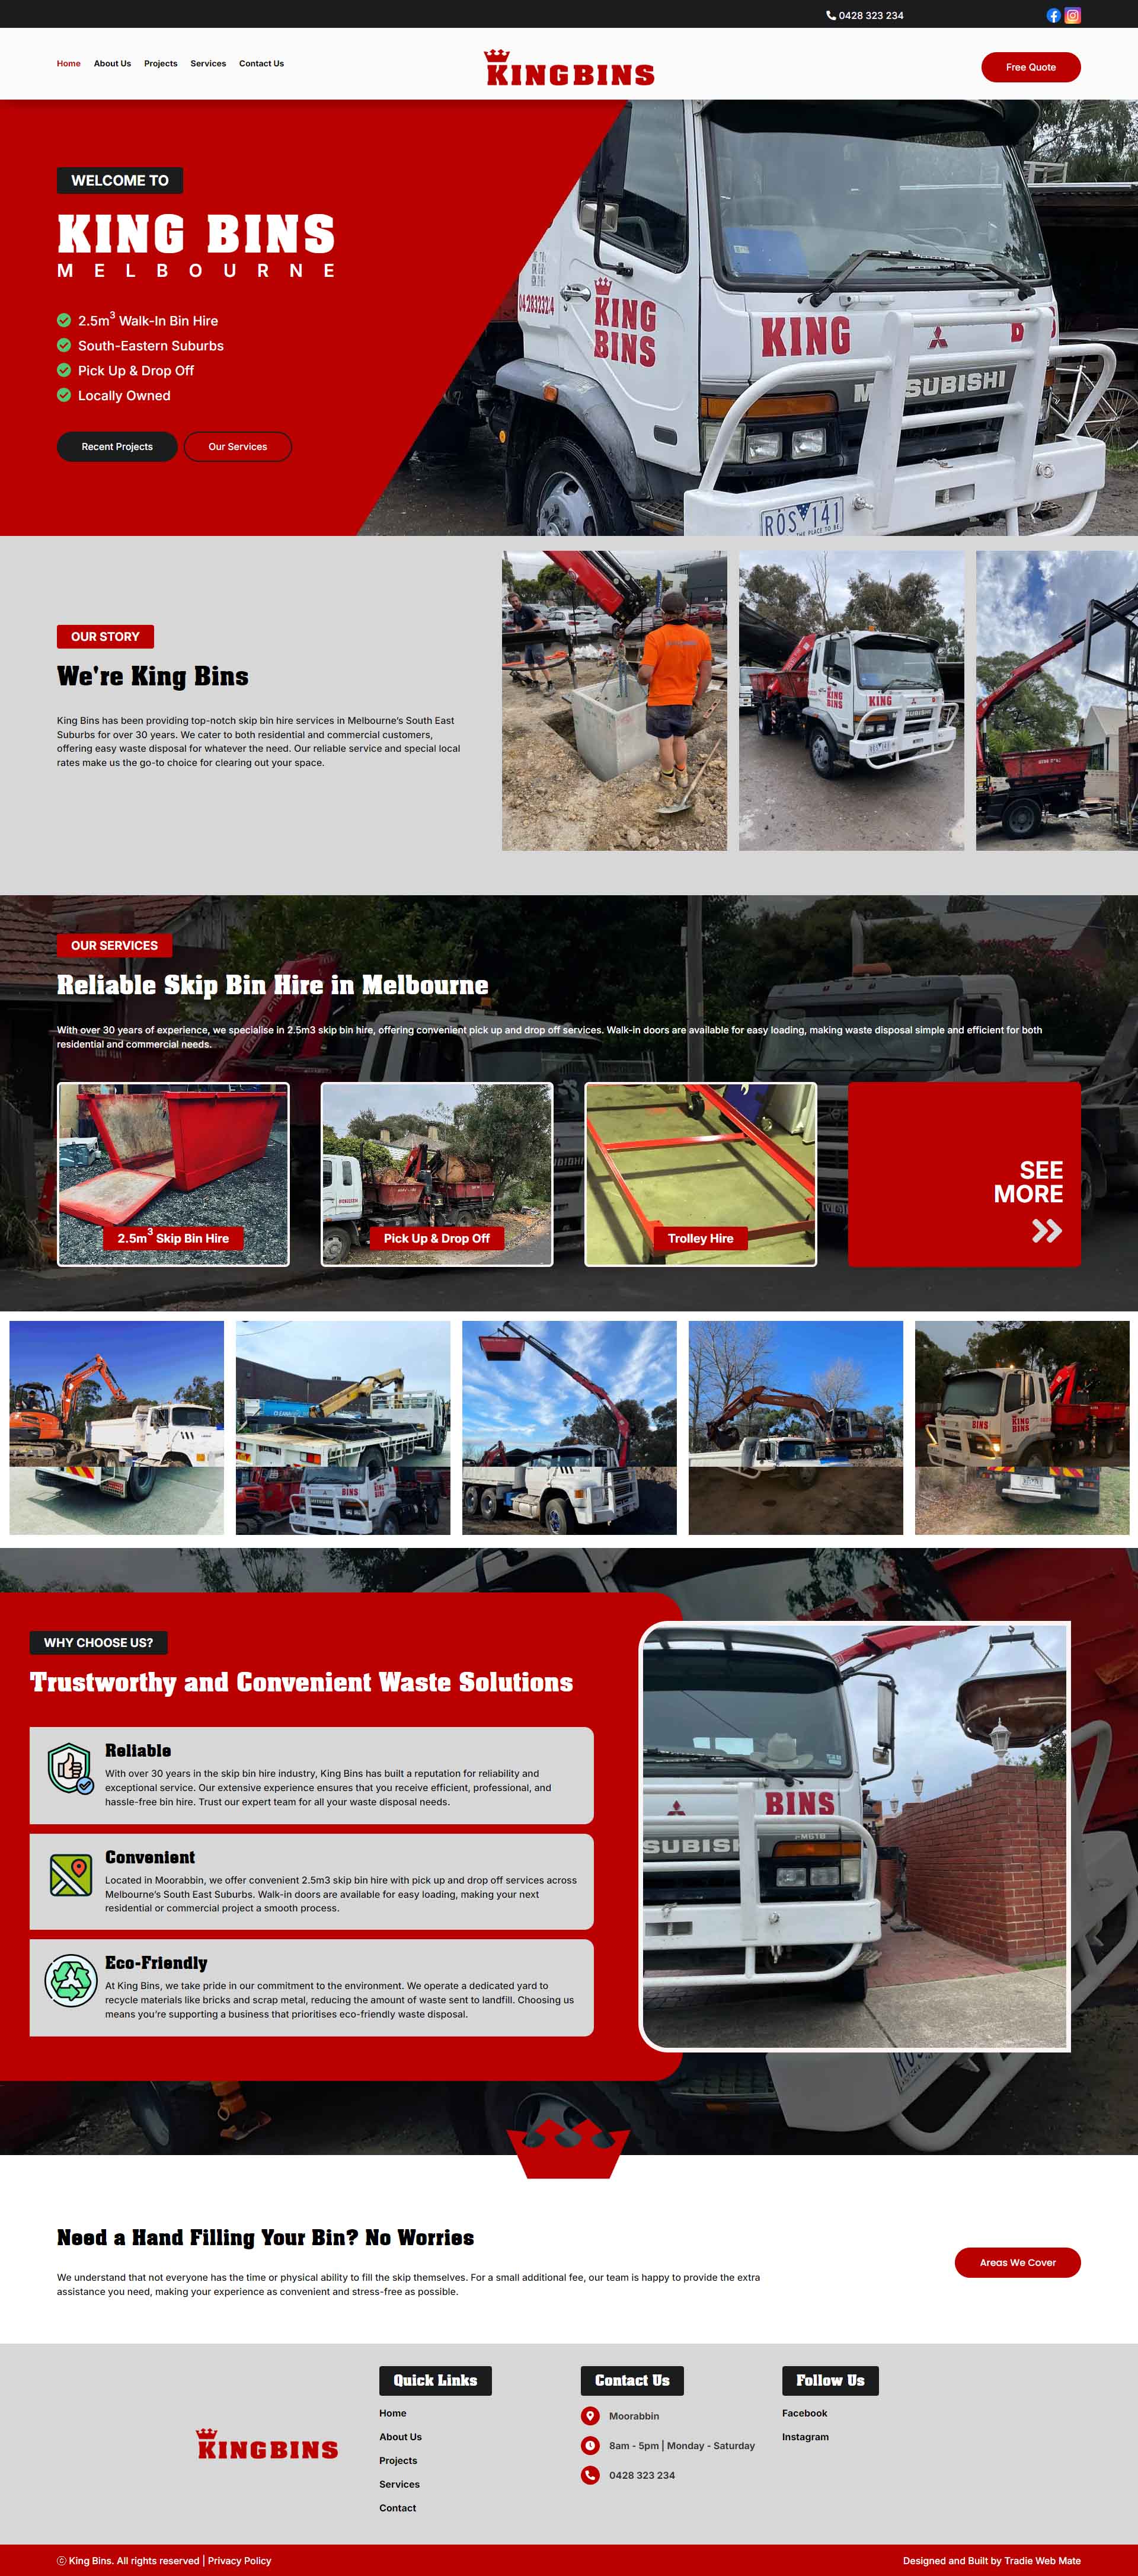 0428 323 234
Home About Us Projects Services Contact Us
KINGBINS
Free Quote
WELCOME TO
KING BINS
MELBOURNE
2.5m3 Walk-In Bin Hire
South-Eastern Suburbs
Pick Up & Drop Off
Locally Owned
Recent Projects
Our Services
KING
BINS
KING
ROS 141
OUR STORY
We're King Bins
King Bins has been providing top-notch skip bin hire services in Melbourne's South East
Suburbs for over 30 years. We cater to both residential and commercial customers,
offering easy waste disposal for whatever the need. Our reliable service and special local
rates make us the go-to choice for clearing out your space.
KING
BINS
KING
OUR SERVICES
Reliable Skip Bin Hire in Melbourne
With over 30 years of experience, we specialise in 2.5m3 skip bin hire, offering convenient pick up and drop off services. Walk-in doors are available for easy loading, making waste disposal simple and efficient for both
residential and commercial needs.
2.5m3 Skip Bin Hire
Pick Up & Drop Off
Trolley Hire
SEE
MORE
BINS
BINS
KING
BINS
WHY CHOOSE US?
Trustworthy and Convenient Waste Solutions
Reliable
With over 30 years in the skip bin hire industry, King Bins has built a reputation for reliability and
exceptional service. Our extensive experience ensures that you receive efficient, professional, and
hassle-free bin hire. Trust our expert team for all your waste disposal needs.
Convenient
Located in Moorabbin, we offer convenient 2.5m3 skip bin hire with pick up and drop off services across
Melbourne's South East Suburbs. Walk-in doors are available for easy loading, making your next
residential or commercial project a smooth process.
Eco-Friendly
At King Bins, we take pride in our commitment to the environment. We operate a dedicated yard to
recycle materials like bricks and scrap metal, reducing the amount of waste sent to landfill. Choosing us
means you're supporting a business that prioritises eco-friendly waste disposal.
BINS
Need a Hand Filling Your Bin? No Worries
We understand that not everyone has the time or physical ability to fill the skip themselves. For a small additional fee, our team is happy to provide the extra
assistance you need, making your experience as convenient and stress-free as possible.
Areas We Cover
KINGBINS
Quick Links
Home
About Us
Projects
Services
Contact
Contact Us
Moorabbin
8am - 5pm | Monday - Saturday
0428 323 234
Follow Us
Facebook
Instagram
© King Bins. All rights reserved | Privacy Policy
Designed and Built by Tradie Web Mate